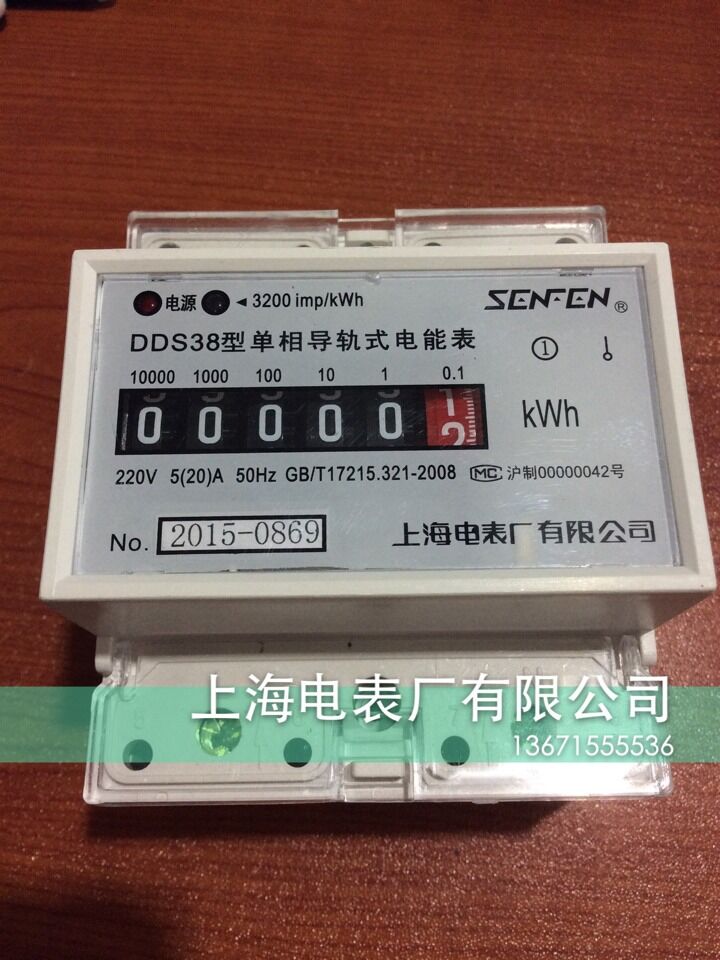 电源 ◄ 3200 imp/kWh SENFEN®
DDS38型单相导轨式电能表 ①
10000 1000 100 10 1 0.1
0 0 0 0 0 1 2 kWh
220V 5(20)A 50Hz GB/T17215.321-2008 MC 沪制00000042号
No. 2015-0869 上海电表厂有限公司
上海电表厂有限公司
13671555536